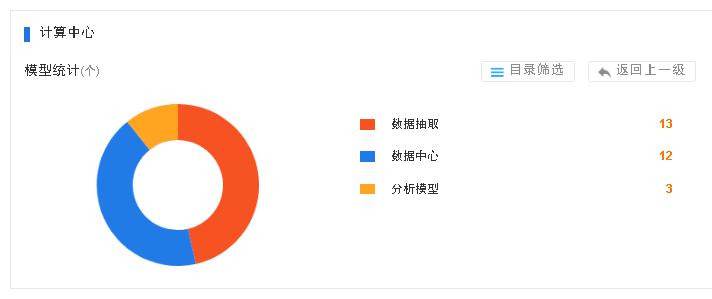 计算中心
模型统计(个)
目录筛选
返回上一级
数据抽取 13
数据中心 12
分析模型 3